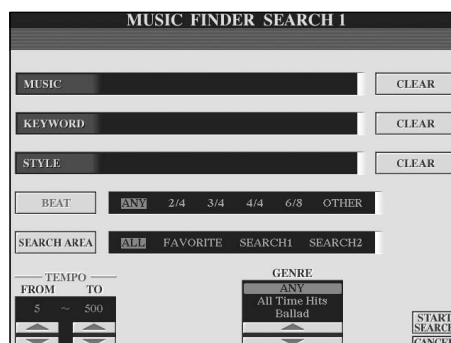 MUSIC FINDER SEARCH 1
MUSIC CLEAR
KEYWORD CLEAR
STYLE CLEAR
BEAT ANY 2/4 3/4 4/4 6/8 OTHER
SEARCH AREA ALL FAVORITE SEARCH1 SEARCH2
TEMPO
FROM TO
5 ~ 500
GENRE
ANY
All Time Hits
Ballad
START
SEARCH
CANCEL